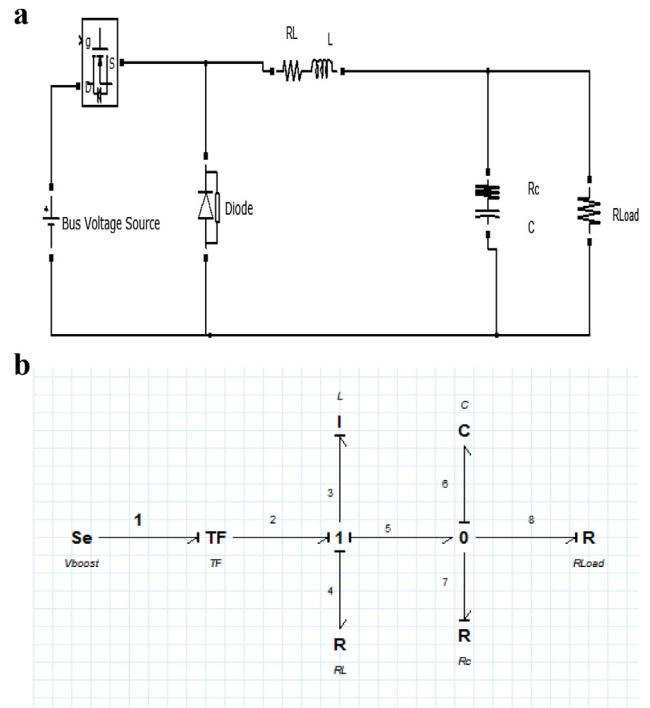 a
g
S
D
RL L
Bus Voltage Source
Diode
Rc
C
RLoad
b
L
I
C
C
3
6
1
2
5
8
Se
TF
1
0
R
Vboost
TF
RLoad
4
7
R
RL
R
Rc